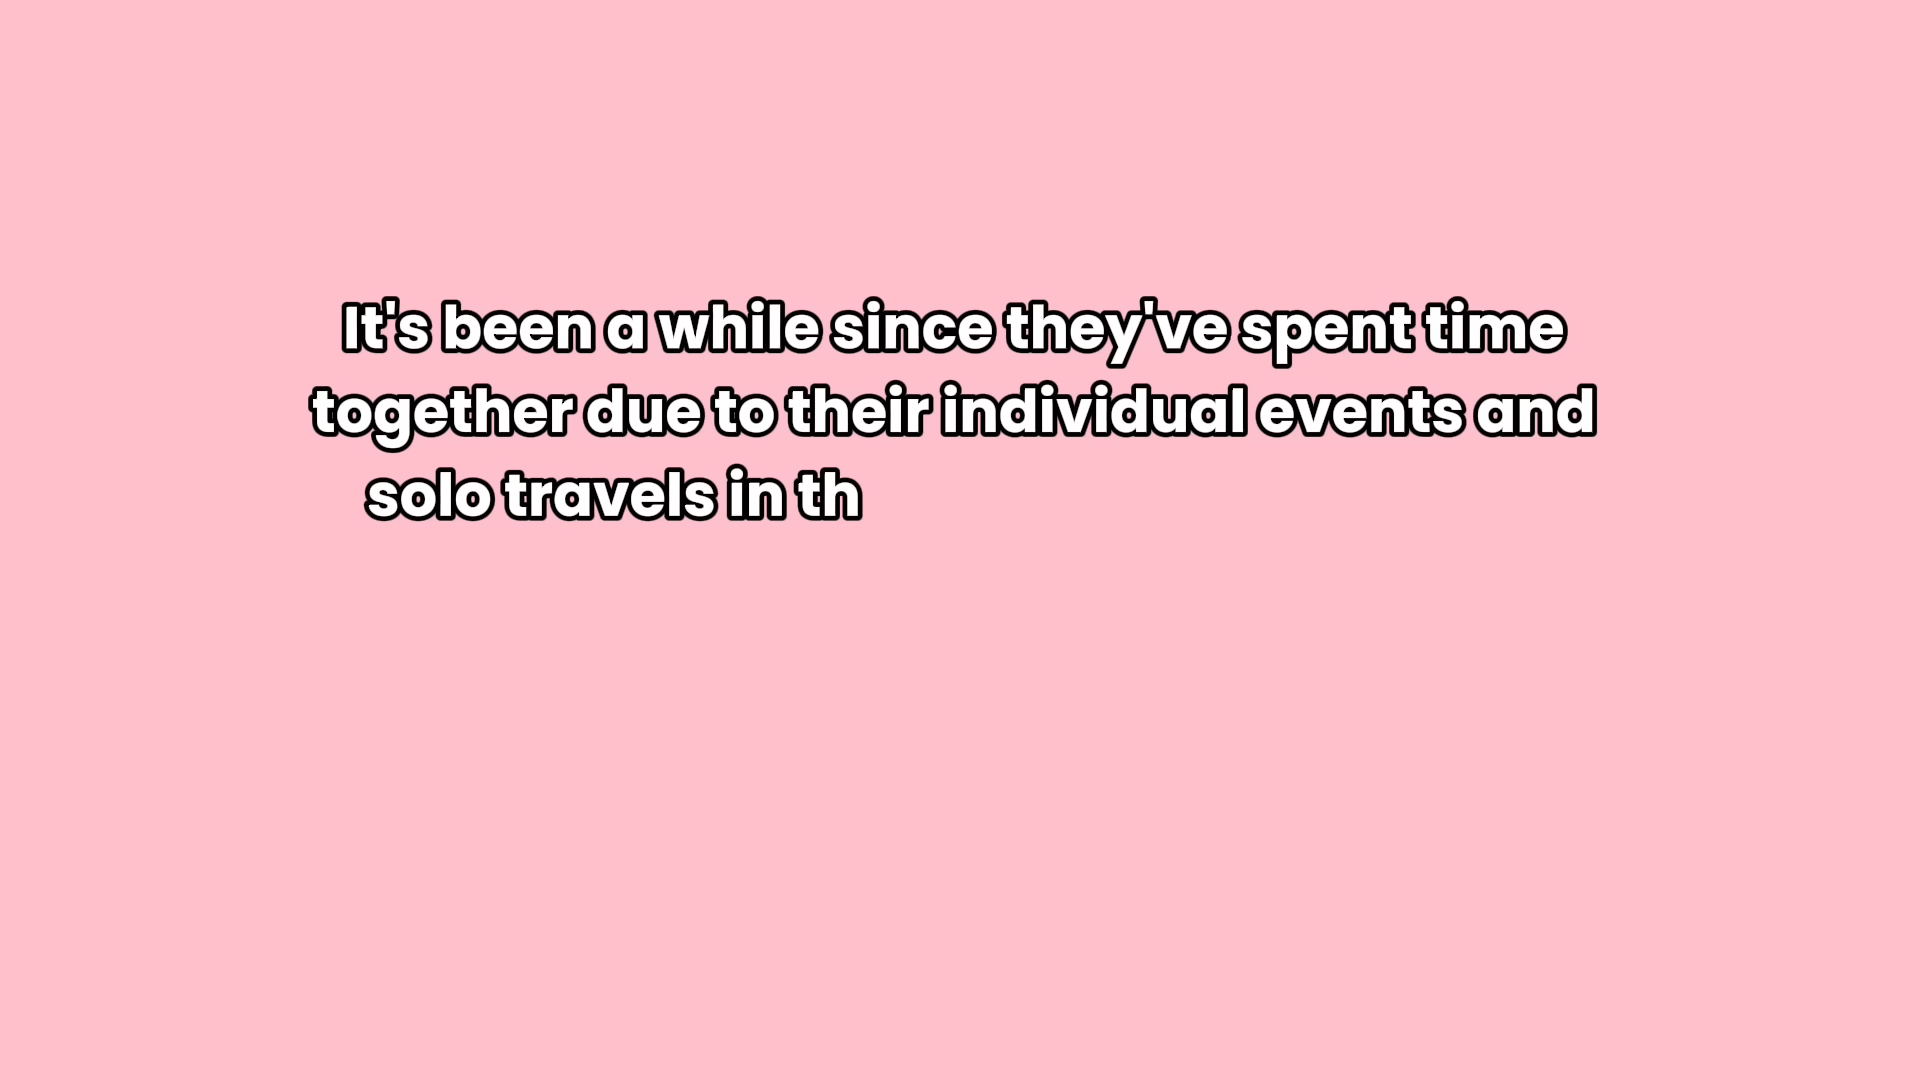 It's been a while since they've spent time
together due to their individual events and
solo travels in th